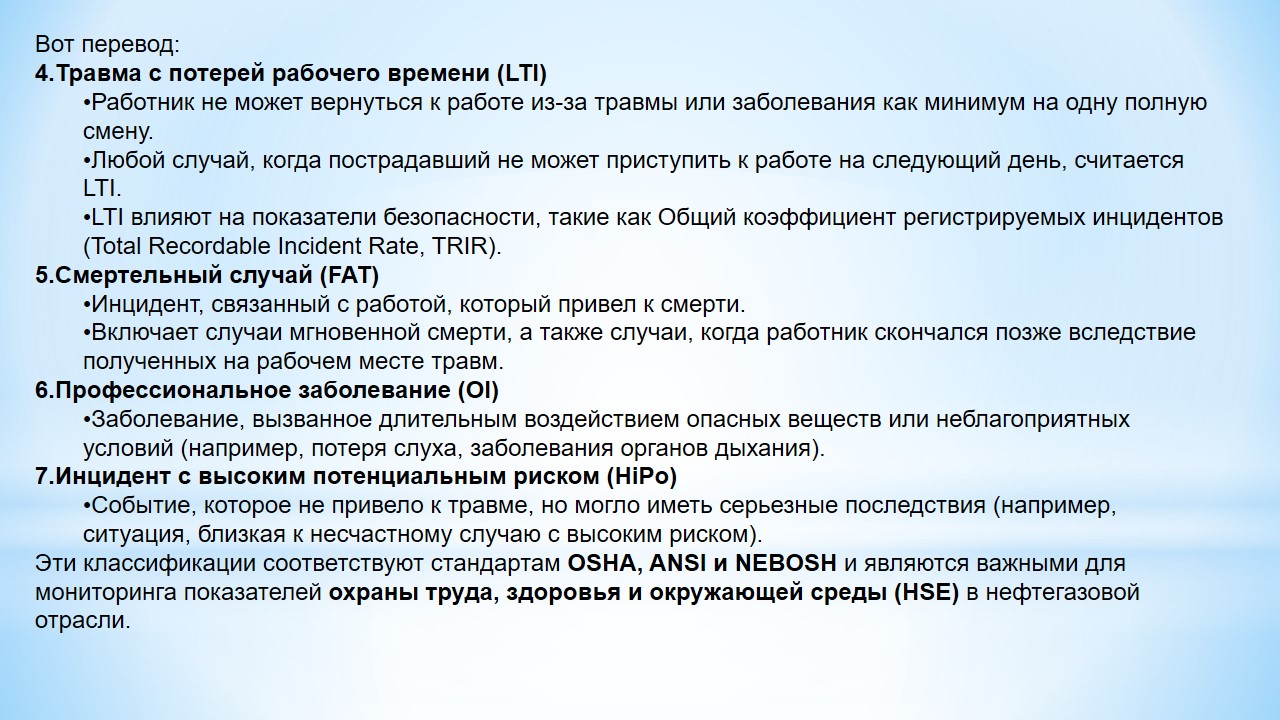 Вот перевод:
4.Травма с потерей рабочего времени (LTI)
•Работник не может вернуться к работе из-за травмы или заболевания как минимум на одну полную
смену.
•Любой случай, когда пострадавший не может приступить к работе на следующий день, считается
LTI.
•LTI влияют на показатели безопасности, такие как Общий коэффициент регистрируемых инцидентов
(Total Recordable Incident Rate, TRIR).
5.Смертельный случай (FAT)
•Инцидент, связанный с работой, который привел к смерти.
•Включает случаи мгновенной смерти, а также случаи, когда работник скончался позже вследствие
полученных на рабочем месте травм.
6.Профессиональное заболевание (OI)
•Заболевание, вызванное длительным воздействием опасных веществ или неблагоприятных
условий (например, потеря слуха, заболевания органов дыхания).
7.Инцидент с высоким потенциальным риском (HiPo)
•Событие, которое не привело к травме, но могло иметь серьезные последствия (например,
ситуация, близкая к несчастному случаю с высоким риском).
Эти классификации соответствуют стандартам OSHA, ANSI и NEBOSH и являются важными для
мониторинга показателей охраны труда, здоровья и окружающей среды (HSE) в нефтегазовой
отрасли.